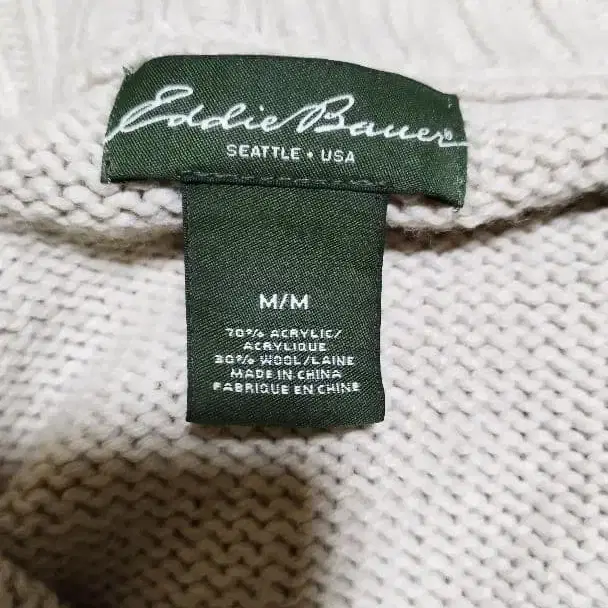 Eddie Bauer®
SEATTLE • USA
M/M
70% ACRYLIC/
ACRYLIQUE
30% WOOL/LAINE
MADE IN CHINA
FABRIQUE EN CHINE